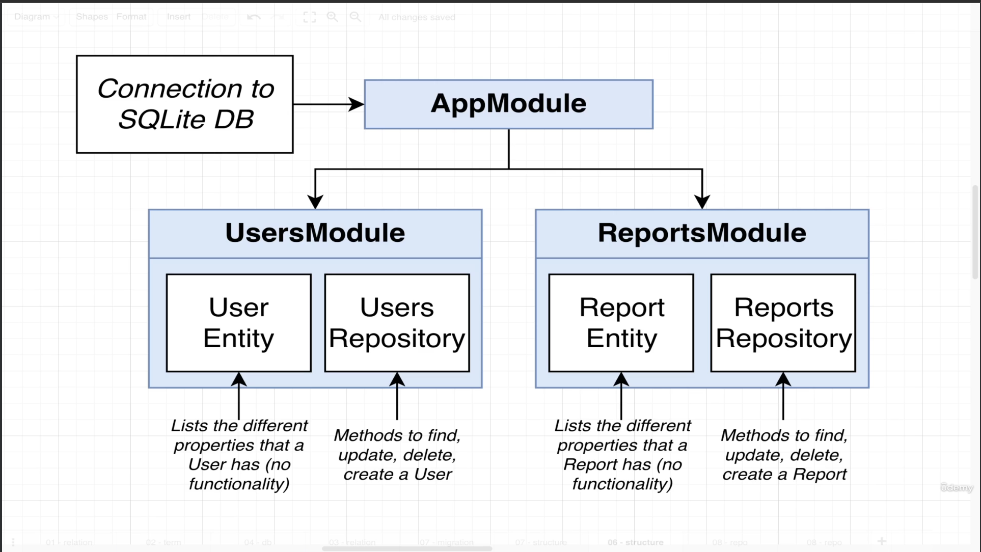 Diagram Shapes Format Insert All changes saved
Connection to
SQLite DB
AppModule
UsersModule
ReportsModule
User
Entity
Users
Repository
Report
Entity
Reports
Repository
Lists the different
properties that a
User has (no
functionality)
Methods to find,
update, delete,
create a User
Lists the different
properties that a
Report has (no
functionality)
Methods to find,
update, delete,
create a Report
ûdemy
06 - structure